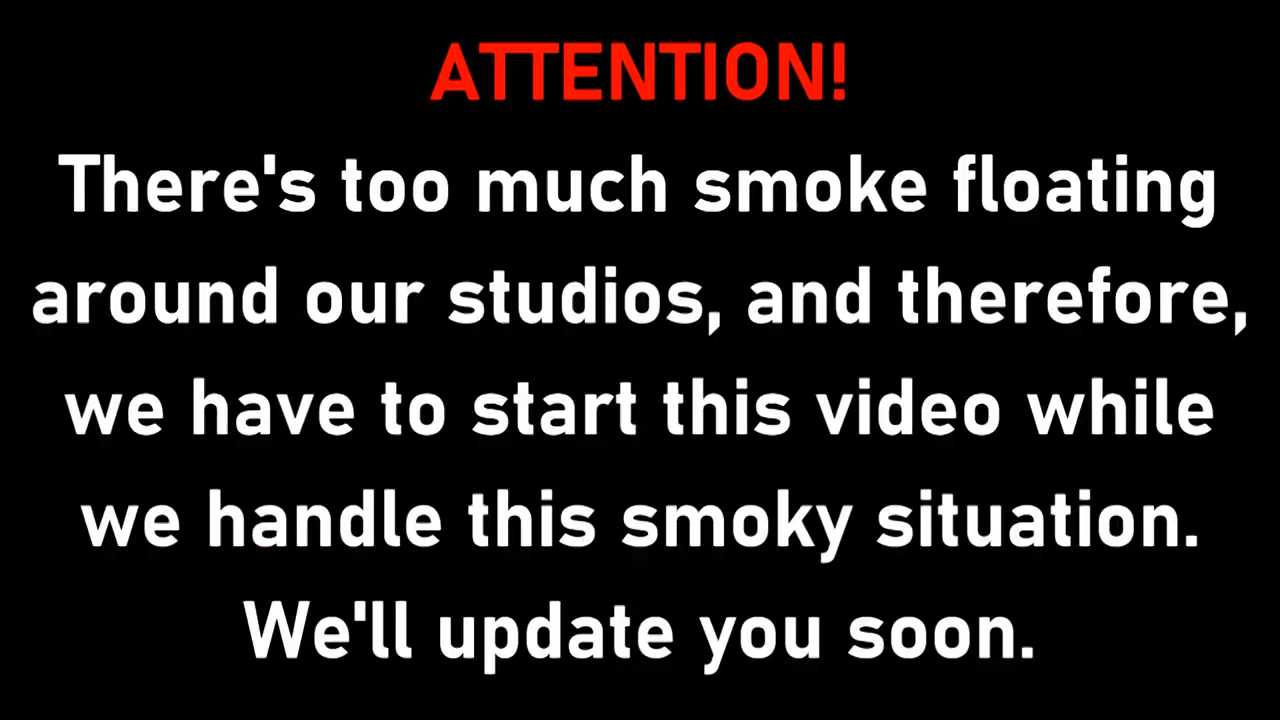 ATTENTION!
There's too much smoke floating
around our studios, and therefore,
we have to start this video while
we handle this smoky situation.
We'll update you soon.